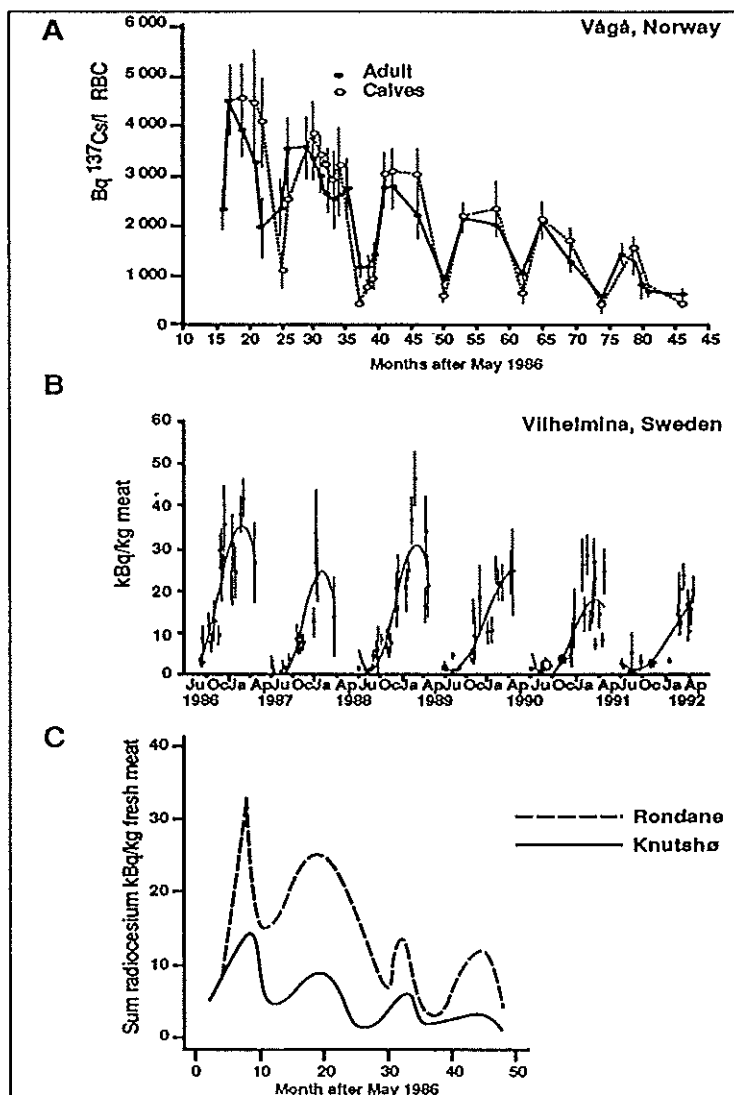 A
Vågå, Norway
Bq 137Cs/l RBC
6 000
5 000
4 000
3 000
2 000
1 000
0
Adult
Calves
10 15 20 25 30 35 40 45 50 55 60 65 70 75 80 45 45
Months after May 1986
B
Vilhelmina, Sweden
kBq/kg meat
60
50
40
30
20
10
0
Ju Oc Ja Ap Ju Oc Ja Ap Ju Oc Ja Ap Ju Oc Ja Ap Ju Oc Ja Ap Ju Oc Ja Ap
1986 1987 1988 1989 1990 1991 1992
C
Sum radiocesium kBq/kg fresh meat
40
30
20
10
0
Rondane
Knutshø
0 10 20 30 40 50
Month after May 1986